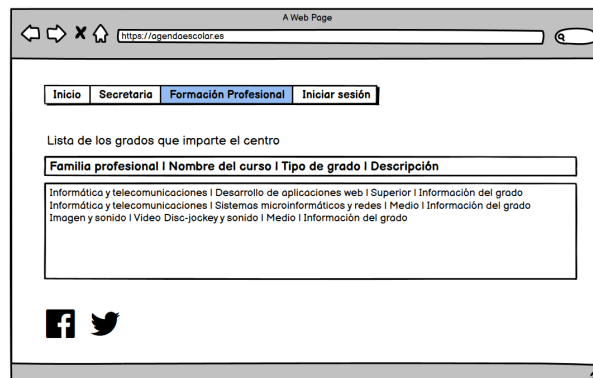 A Web Page
https://agendaescolar.es
Inicio Secretaria Formación Profesional Iniciar sesión
Lista de los grados que imparte el centro
Familia profesional | Nombre del curso | Tipo de grado | Descripción
Informática y telecomunicaciones | Desarrollo de aplicaciones web | Superior | Información del grado
Informática y telecomunicaciones | Sistemas microinformáticos y redes | Medio | Información del grado
Imagen y sonido | Video Disc-jockey y sonido | Medio | Información del grado